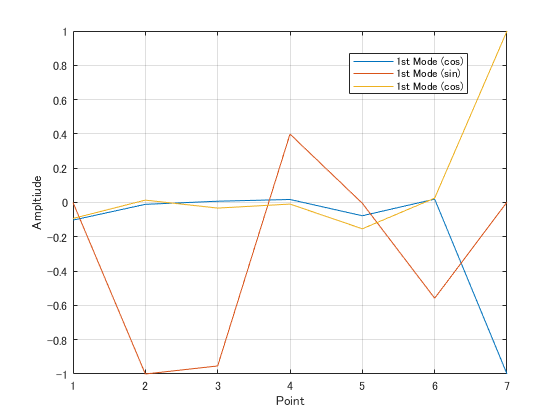 1
0.8
0.6
0.4
0.2
0
-0.2
-0.4
-0.6
-0.8
-1
Ampltiude
1st Mode (cos)
1st Mode (sin)
1st Mode (cos)
1 2 3 4 5 6 7
Point